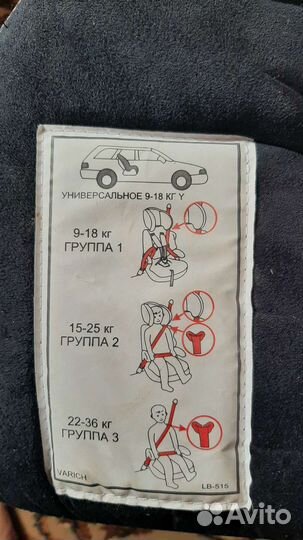 УНИВЕРСАЛЬНОЕ 9-18 КГ Y
9-18 кг
ГРУППА 1
15-25 кг
ГРУППА 2
22-36 кг
ГРУППА 3
VARICH
LB-515
Avito